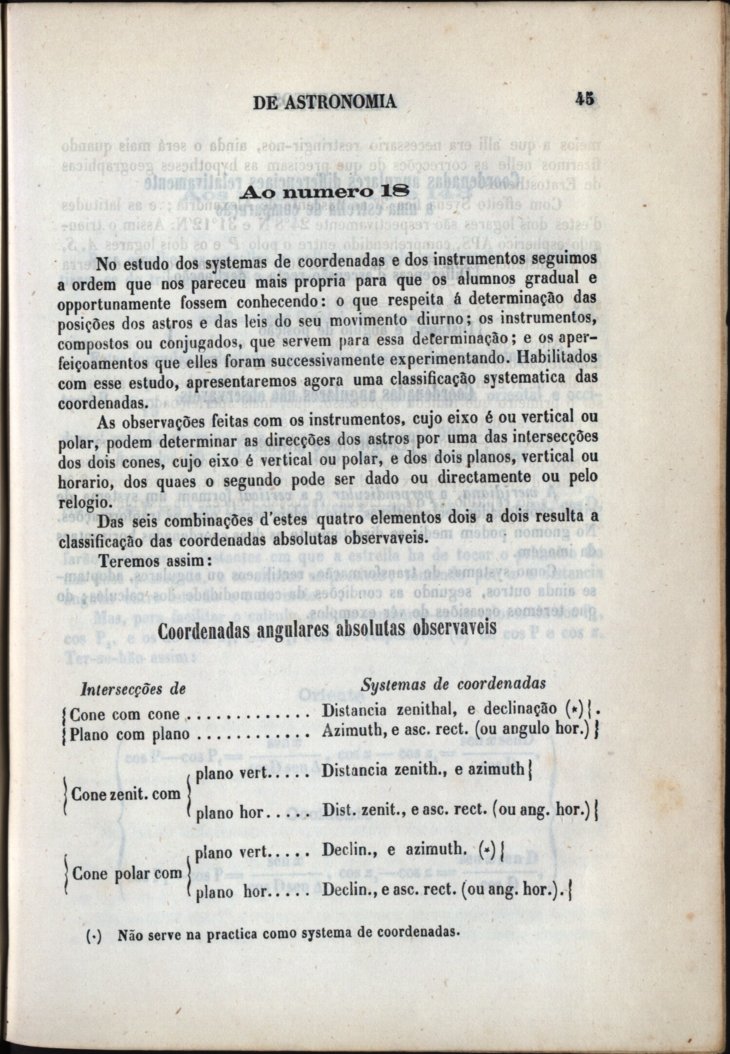 DE ASTRONOMIA 45
Ao numero 18
No estudo dos systemas de coordenadas e dos instrumentos seguimos
a ordem que nos pareceu mais propria para que os alumnos gradual e
opportunamente fossem conhecendo: o que respeita á determinação das
posições dos astros e das leis do seu movimento diurno; os instrumentos,
compostos ou conjugados, que servem para essa determinação; e os aper-
feiçoamentos que elles foram successivamente experimentando. Habilitados
com esse estudo, apresentaremos agora uma classificação systematica das
coordenadas.
As observações feitas com os instrumentos, cujo eixo é ou vertical ou
polar, podem determinar as direcções dos astros por uma das intersecções
dos dois cones, cujo eixo é vertical ou polar, e dos dois planos, vertical ou
horario, dos quaes o segundo pode ser dado ou directamente ou pelo
relogio.
Das seis combinações d'estes quatro elementos dois a dois resulta a
classificação das coordenadas absolutas observaveis.
Teremos assim:
Coordenadas angulares absolutas observaveis
Intersecções de Systemas de coordenadas
{Cone com cone ............. Distancia zenithal, e declinação (*){.
{Plano com plano ............ Azimuth, e asc. rect. (ou angulo hor.)}
plano vert..... Distancia zenith., e azimuth{
}Cone zenit. com{
plano hor..... Dist. zenit., e asc. rect. (ou ang. hor.){
plano vert..... Declin., e azimuth. (*)}
}Cone polar com{
plano hor..... Declin., e asc. rect. (ou ang. hor.).{
(·) Não serve na practica como systema de coordenadas.